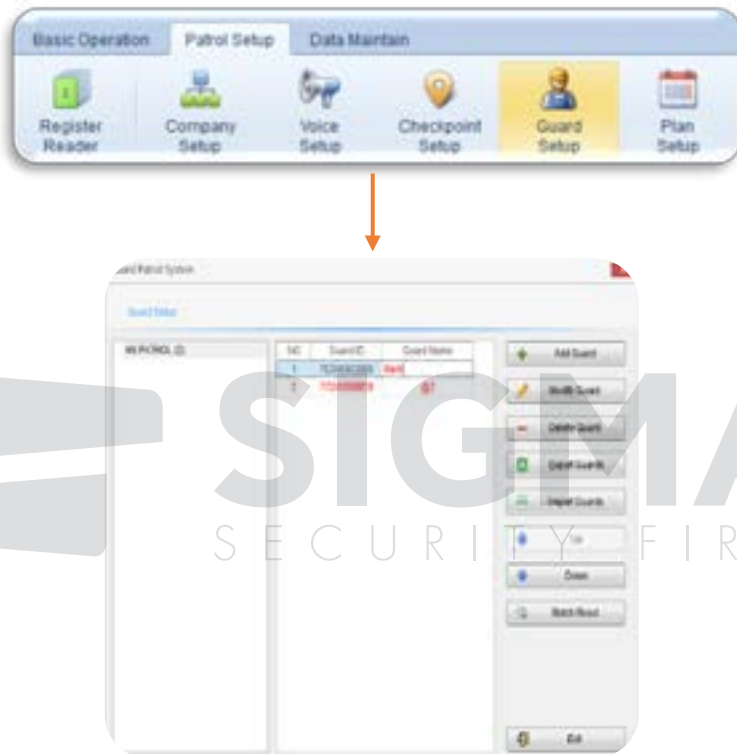 Basic Operation Patrol Setup Data Maintain
Register Reader
Company Setup
Voice Setup
Checkpoint Setup
Guard Setup
Plan Setup
Guard Setup
NO Guard ID Guard Name
1
2
Add Guard
Modify Guard
Delete Guard
Export Guards
Import Guards
Up
Down
Batch Read
Exit
SIGMA
SECURITY FIR